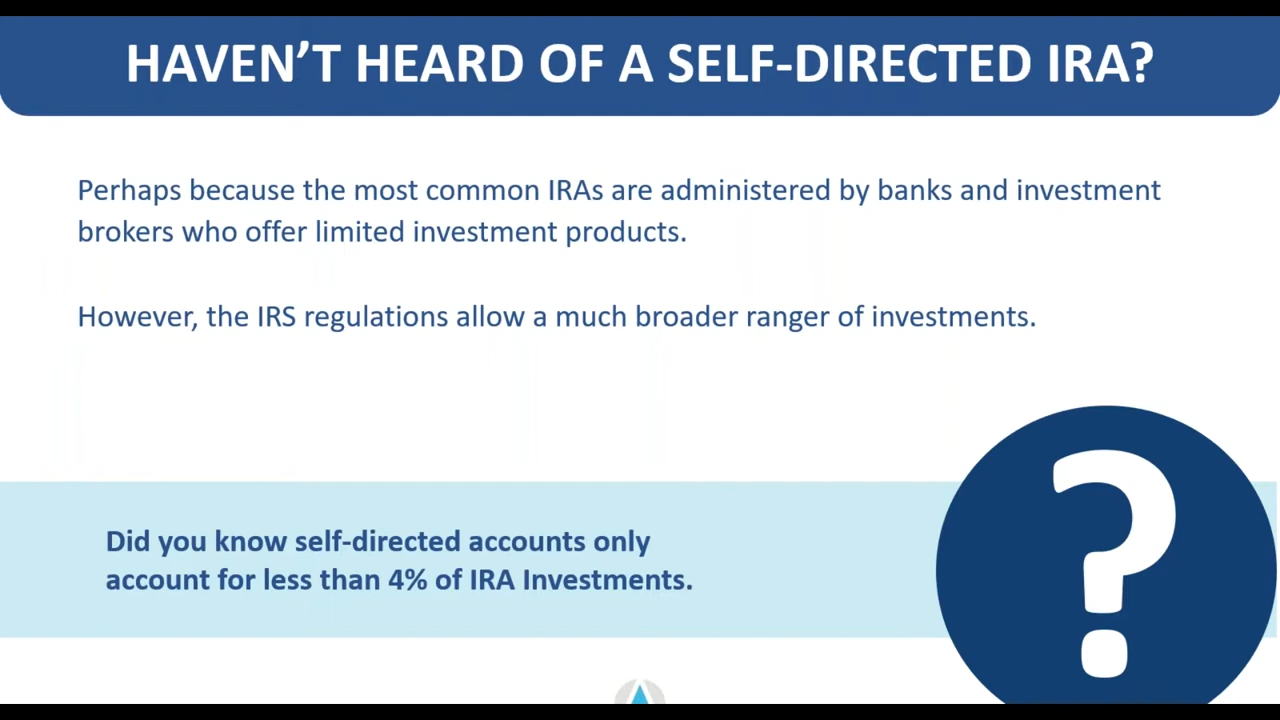 HAVEN’T HEARD OF A SELF-DIRECTED IRA?
Perhaps because the most common IRAs are administered by banks and investment
brokers who offer limited investment products.
However, the IRS regulations allow a much broader ranger of investments.
Did you know self-directed accounts only
account for less than 4% of IRA Investments.
?